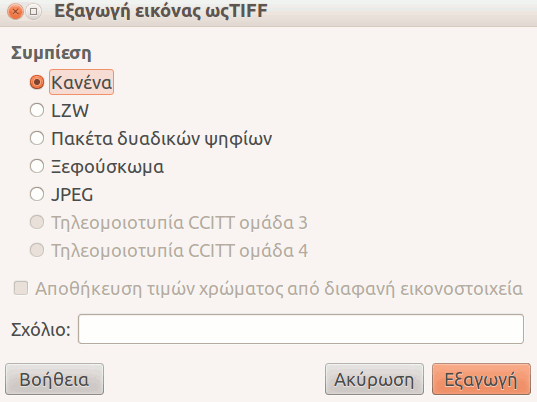 Εξαγωγή εικόνας ωςTIFF
Συμπίεση
Κανένα
LZW
Πακέτα δυαδικών ψηφίων
Ξεφούσκωμα
JPEG
Τηλεομοιοτυπία CCITT ομάδα 3
Τηλεομοιοτυπία CCITT ομάδα 4
Αποθήκευση τιμών χρώματος από διαφανή εικονοστοιχεία
Σχόλιο:
Βοήθεια Ακύρωση Εξαγωγή